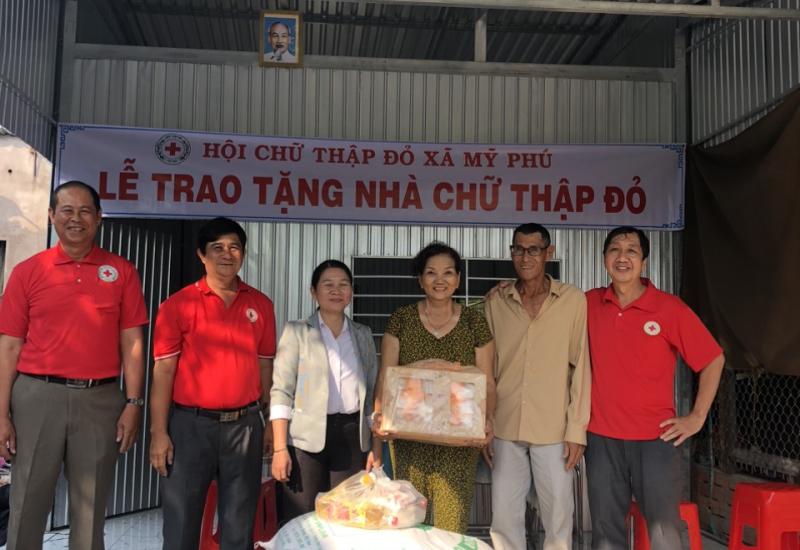 HỘI CHỮ THẬP ĐỎ XÃ MỸ PHÚ
LỄ TRAO TẶNG NHÀ CHỮ THẬP ĐỎ